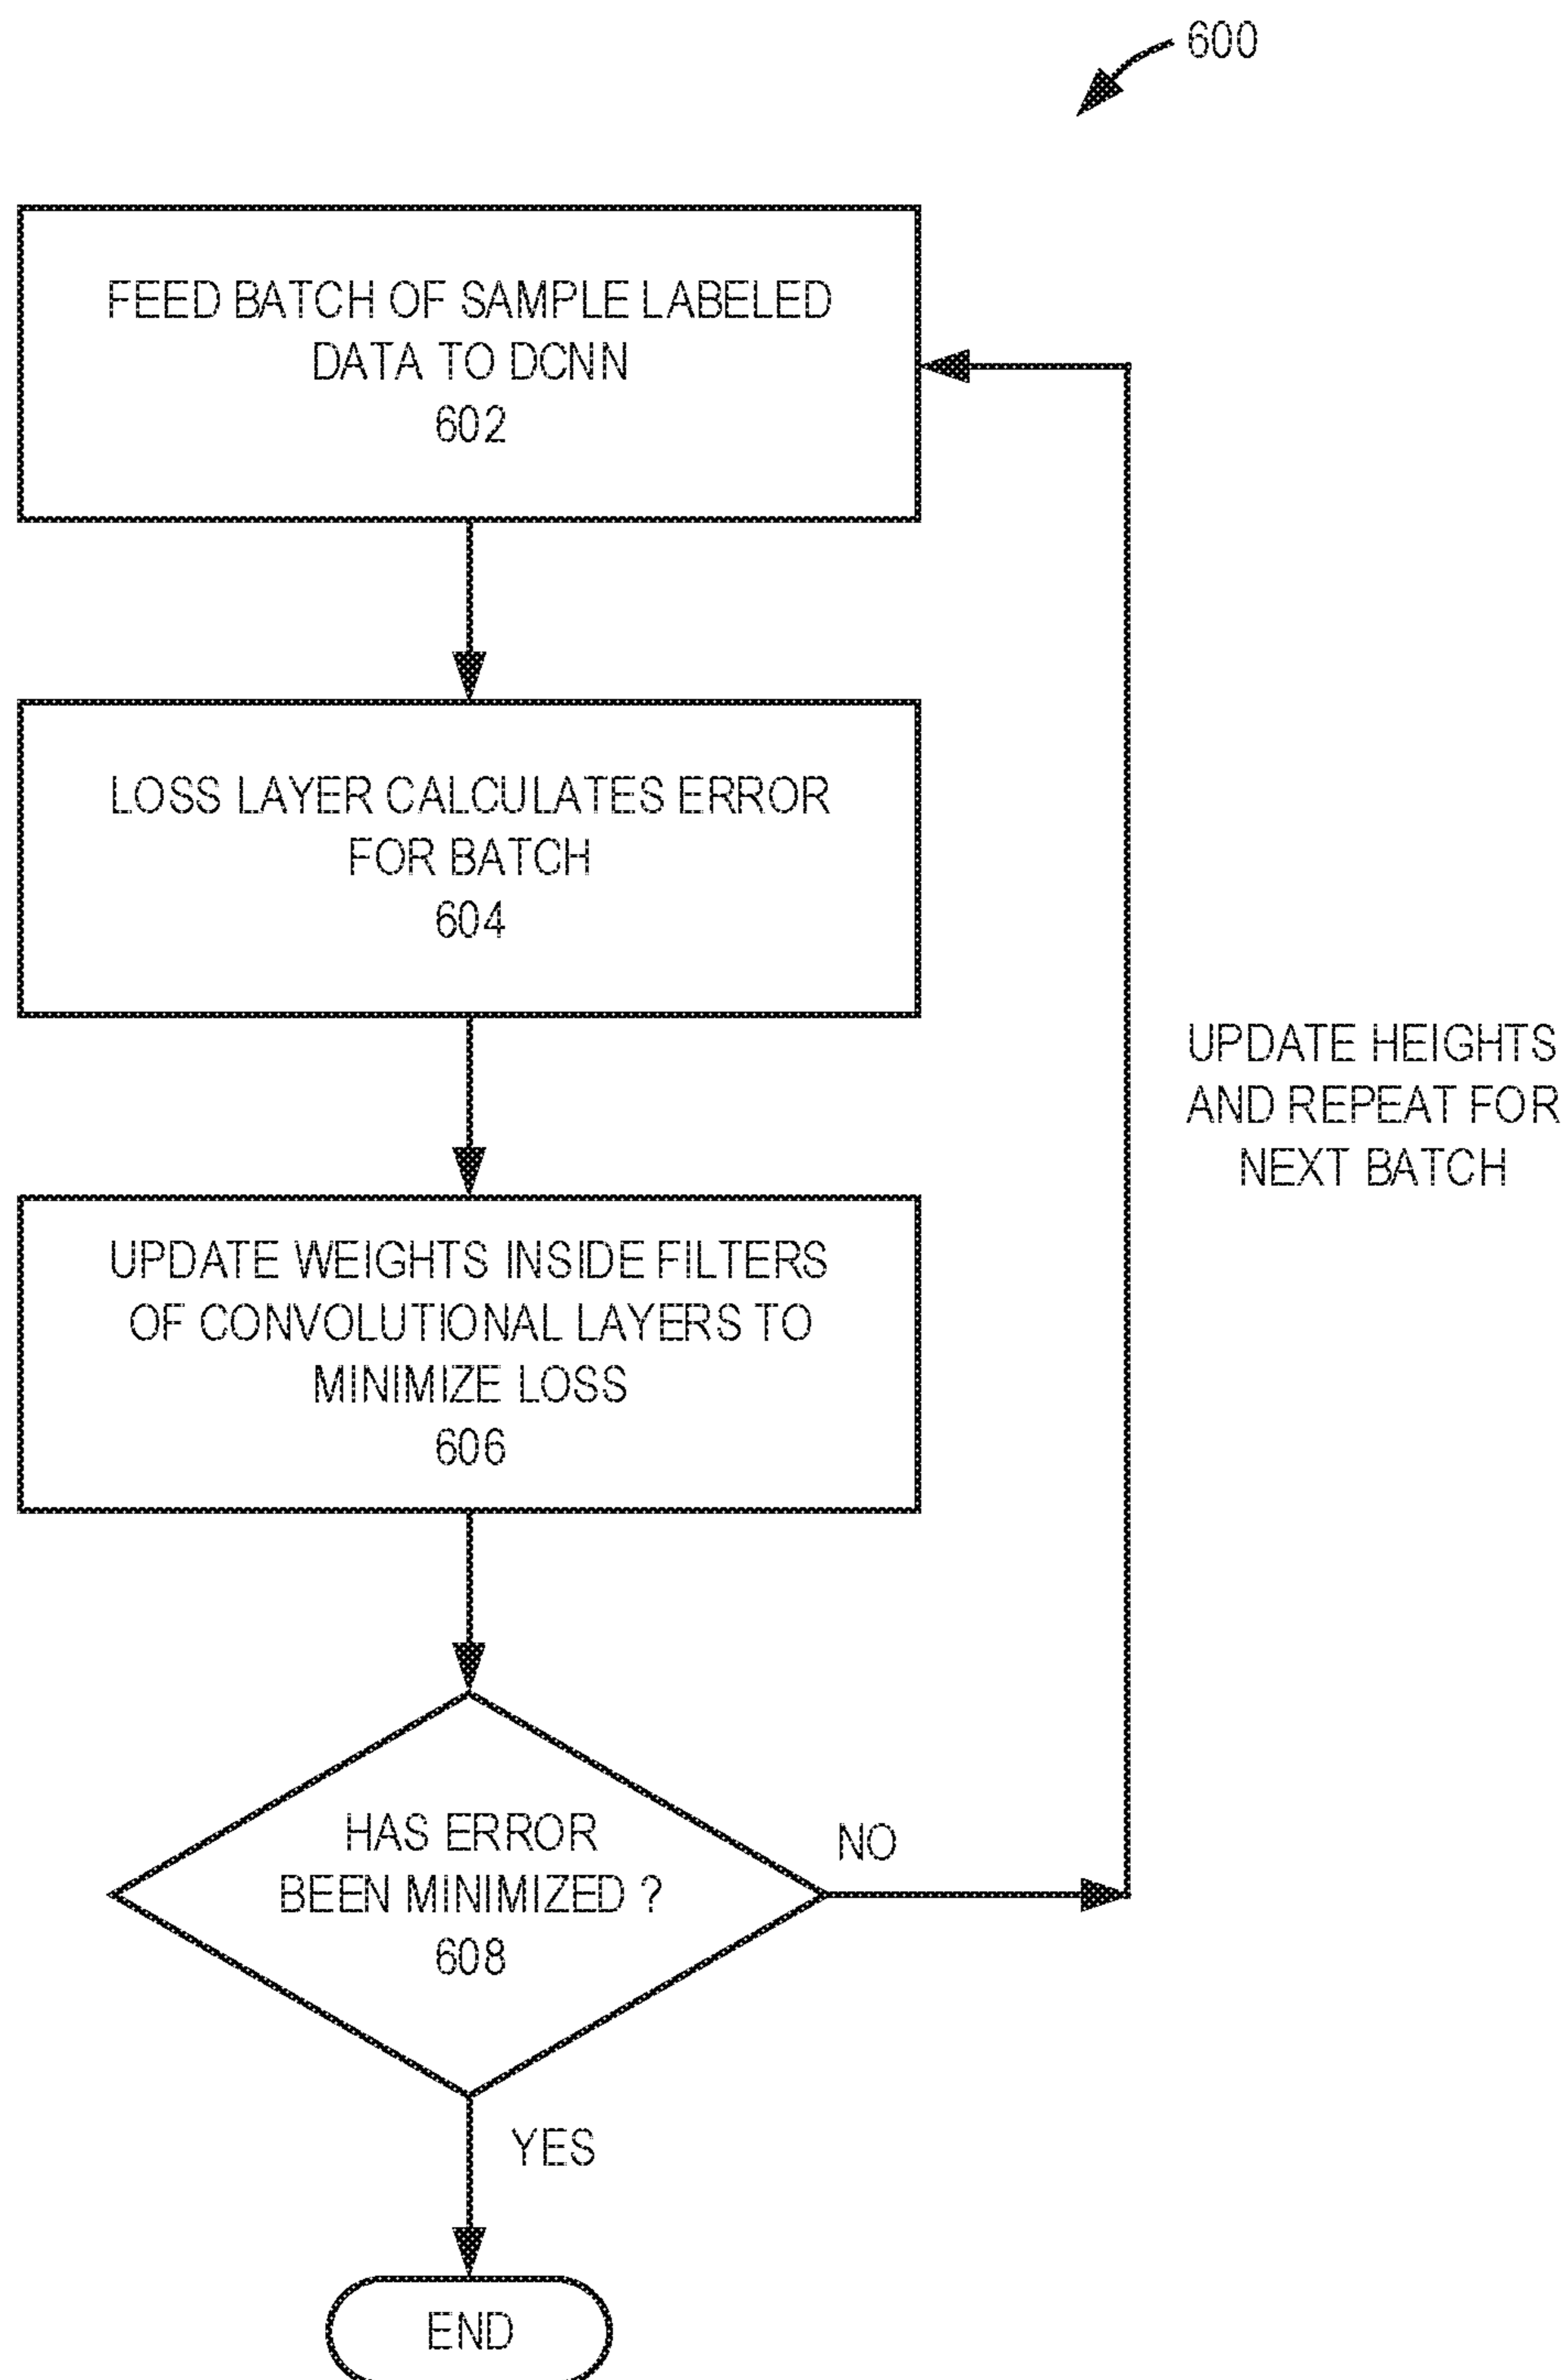 600
FEED BATCH OF SAMPLE LABELED
DATA TO DCNN
602
LOSS LAYER CALCULATES ERROR
FOR BATCH
604
UPDATE HEIGHTS
AND REPEAT FOR
NEXT BATCH
UPDATE WEIGHTS INSIDE FILTERS
OF CONVOLUTIONAL LAYERS TO
MINIMIZE LOSS
606
HAS ERROR
BEEN MINIMIZED ?
608
NO
YES
END